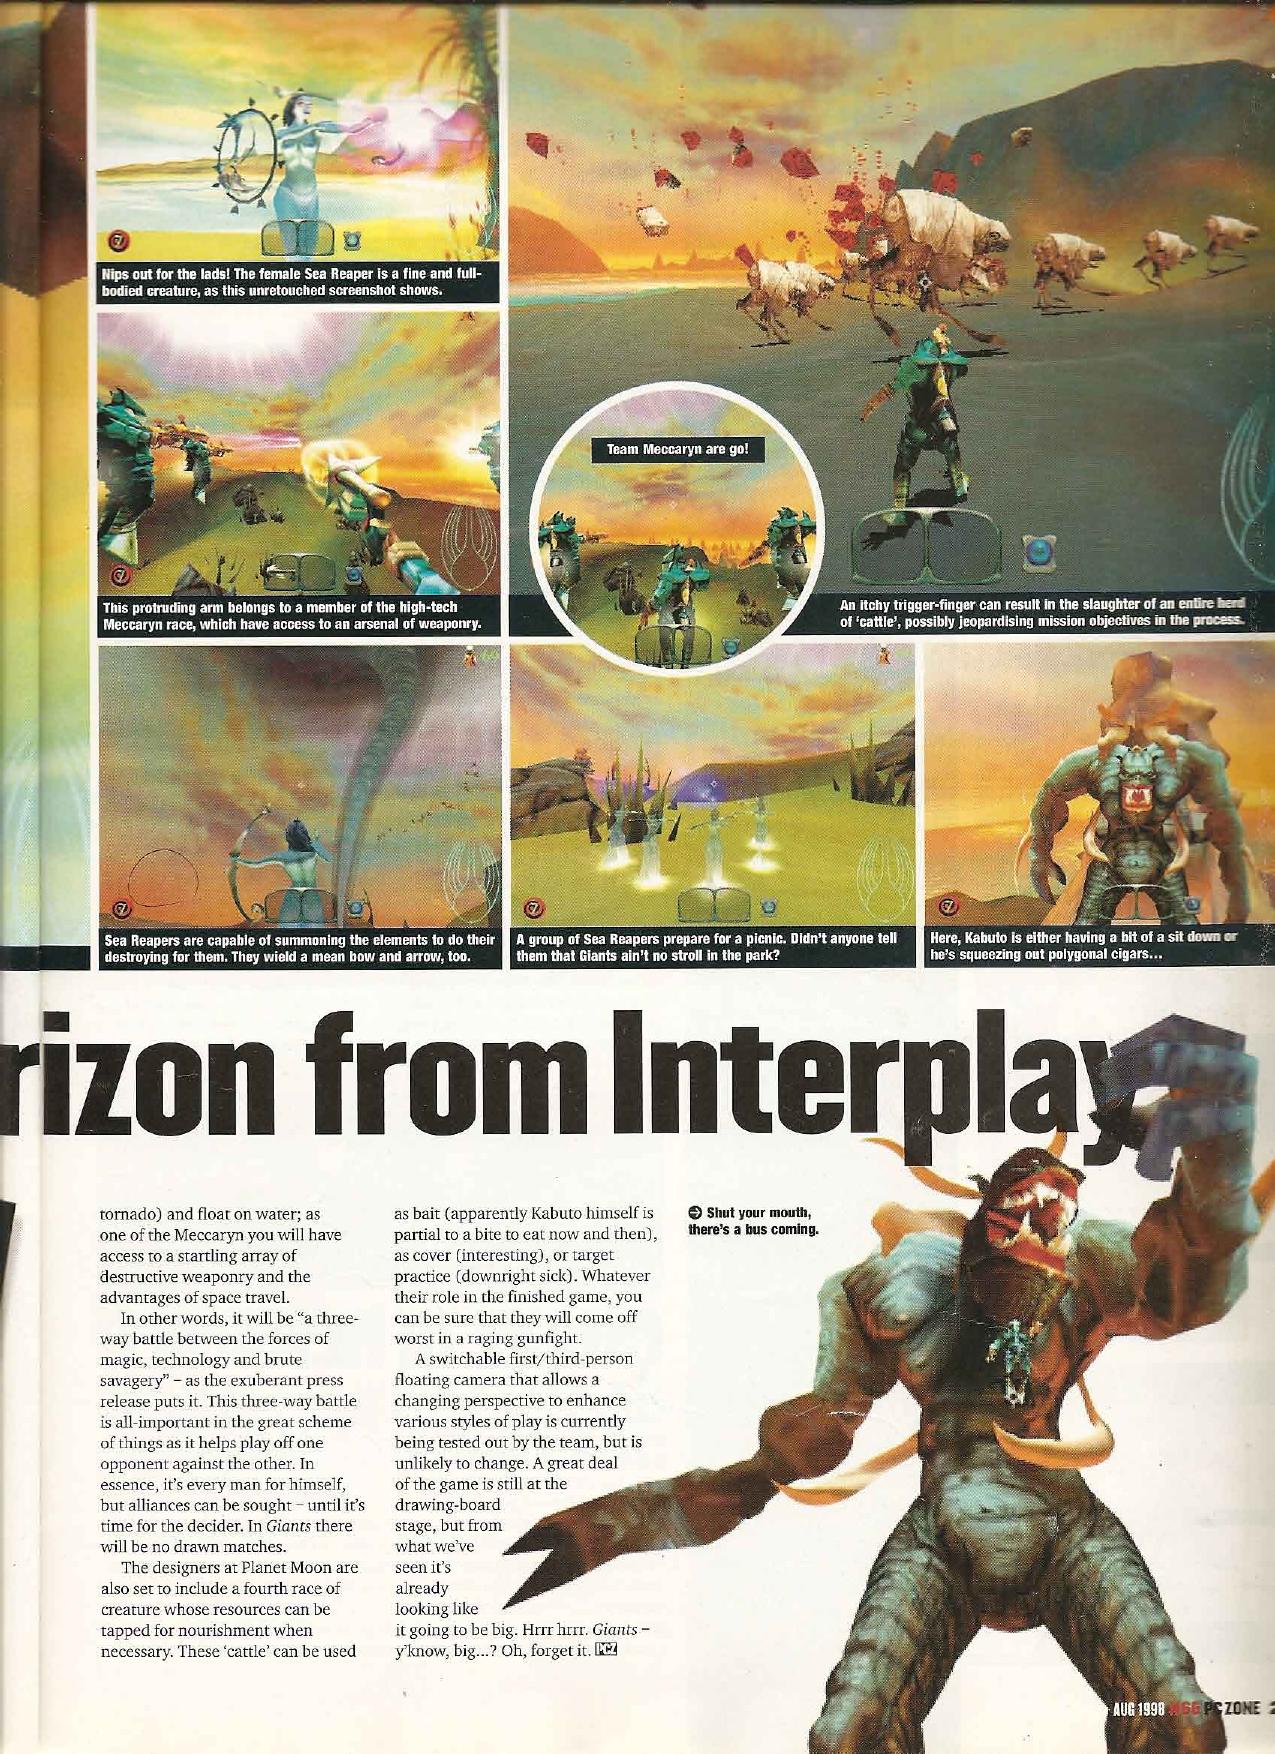 Nips out for the lads! The female Sea Reaper is a fine and full-
bodied creature, as this unretouched screenshot shows.
Team Meccaryn are go!
This protruding arm belongs to a member of the high-tech
Meccaryn race, which have access to an arsenal of weaponry.
An itchy trigger-finger can result in the slaughter of an entire herd
of 'cattle', possibly jeopardising mission objectives in the process.
Sea Reapers are capable of summoning the elements to do their
destroying for them. They wield a mean bow and arrow, too.
A group of Sea Reapers prepare for a picnic. Didn't anyone tell
them that Giants ain't no stroll in the park?
Here, Kabuto is either having a bit of a sit down or
he's squeezing out polygonal cigars...
rizon from Interplay
tornado) and float on water; as
one of the Meccaryn you will have
access to a startling array of
destructive weaponry and the
advantages of space travel.
In other words, it will be "a three-
way battle between the forces of
magic, technology and brute
savagery" – as the exuberant press
release puts it. This three-way battle
is all-important in the great scheme
of things as it helps play off one
opponent against the other. In
essence, it's every man for himself,
but alliances can be sought – until it's
time for the decider. In Giants there
will be no drawn matches.
The designers at Planet Moon are
also set to include a fourth race of
creature whose resources can be
tapped for nourishment when
necessary. These 'cattle' can be used
as bait (apparently Kabuto himself is
partial to a bite to eat now and then),
as cover (interesting), or target
practice (downright sick). Whatever
their role in the finished game, you
can be sure that they will come off
worst in a raging gunfight.
A switchable first/third-person
floating camera that allows a
changing perspective to enhance
various styles of play is currently
being tested out by the team, but is
unlikely to change. A great deal
of the game is still at the
drawing-board
stage, but from
what we've
seen it's
already
looking like
it going to be big. Hrrr hrrr. Giants –
y'know, big...? Oh, forget it. PCZ
Shut your mouth,
there's a bus coming.
AUG 1998 #66 PC ZONE